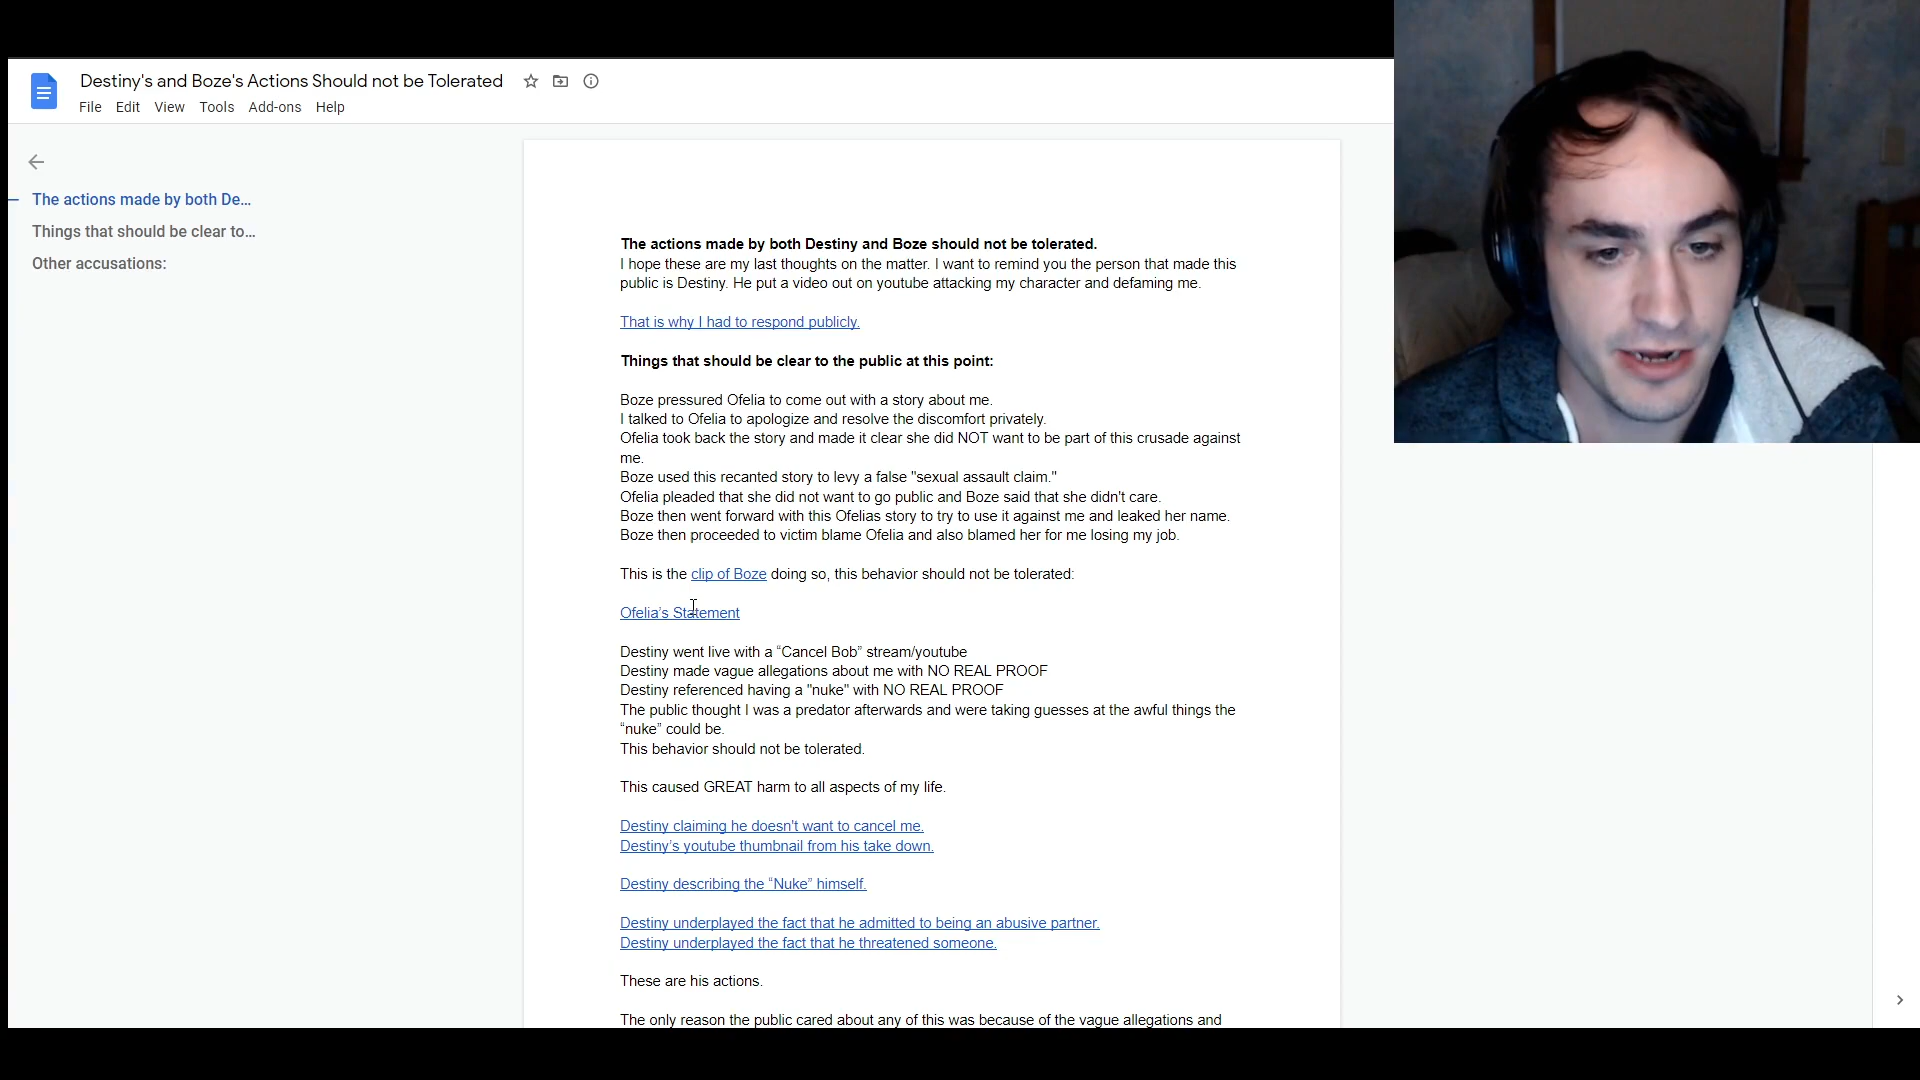 Destiny's and Boze's Actions Should not be Tolerated
File Edit View Tools Add-ons Help
The actions made by both De...
Things that should be clear to...
Other accusations:
The actions made by both Destiny and Boze should not be tolerated.
I hope these are my last thoughts on the matter. I want to remind you the person that made this
public is Destiny. He put a video out on youtube attacking my character and defaming me.
That is why I had to respond publicly.
Things that should be clear to the public at this point:
Boze pressured Ofelia to come out with a story about me.
I talked to Ofelia to apologize and resolve the discomfort privately.
Ofelia took back the story and made it clear she did NOT want to be part of this crusade against
me.
Boze used this recanted story to levy a false "sexual assault claim."
Ofelia pleaded that she did not want to go public and Boze said that she didn't care.
Boze then went forward with this Ofelias story to try to use it against me and leaked her name.
Boze then proceeded to victim blame Ofelia and also blamed her for me losing my job.
This is the clip of Boze doing so, this behavior should not be tolerated:
Ofelia's Statement
Destiny went live with a “Cancel Bob” stream/youtube
Destiny made vague allegations about me with NO REAL PROOF
Destiny referenced having a "nuke" with NO REAL PROOF
The public thought I was a predator afterwards and were taking guesses at the awful things the
“nuke” could be.
This behavior should not be tolerated.
This caused GREAT harm to all aspects of my life.
Destiny claiming he doesn't want to cancel me.
Destiny's youtube thumbnail from his take down.
Destiny describing the “Nuke” himself.
Destiny underplayed the fact that he admitted to being an abusive partner.
Destiny underplayed the fact that he threatened someone.
These are his actions.
The only reason the public cared about any of this was because of the vague allegations and